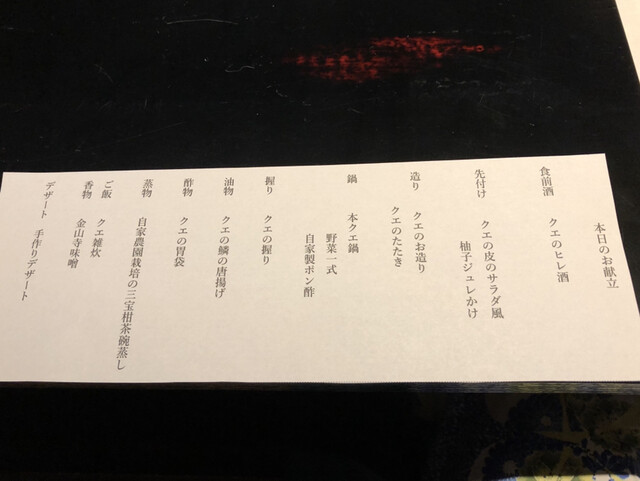 本日のお献立
食前酒 クエのヒレ酒
先付け クエの皮のサラダ風
柚子ジュレかけ
造り クエのお造り
クエのたたき
鍋 本クエ鍋
野菜一式
自家製ポン酢
握り クエの握り
油物 クエの鱗の唐揚げ
酢物 クエの胃袋
蒸物 自家農園栽培の三宝柑茶碗蒸し
ご飯 クエ雑炊
香物 金山寺味噌
デザート 手作りデザート